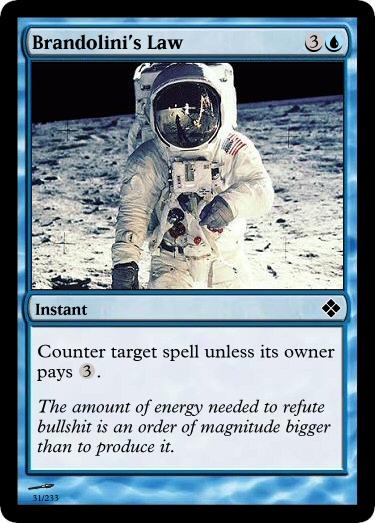 Brandolini's Law 3
Instant
Counter target spell unless its owner
pays 3.
The amount of energy needed to refute
bullshit is an order of magnitude bigger
than to produce it.
31/233